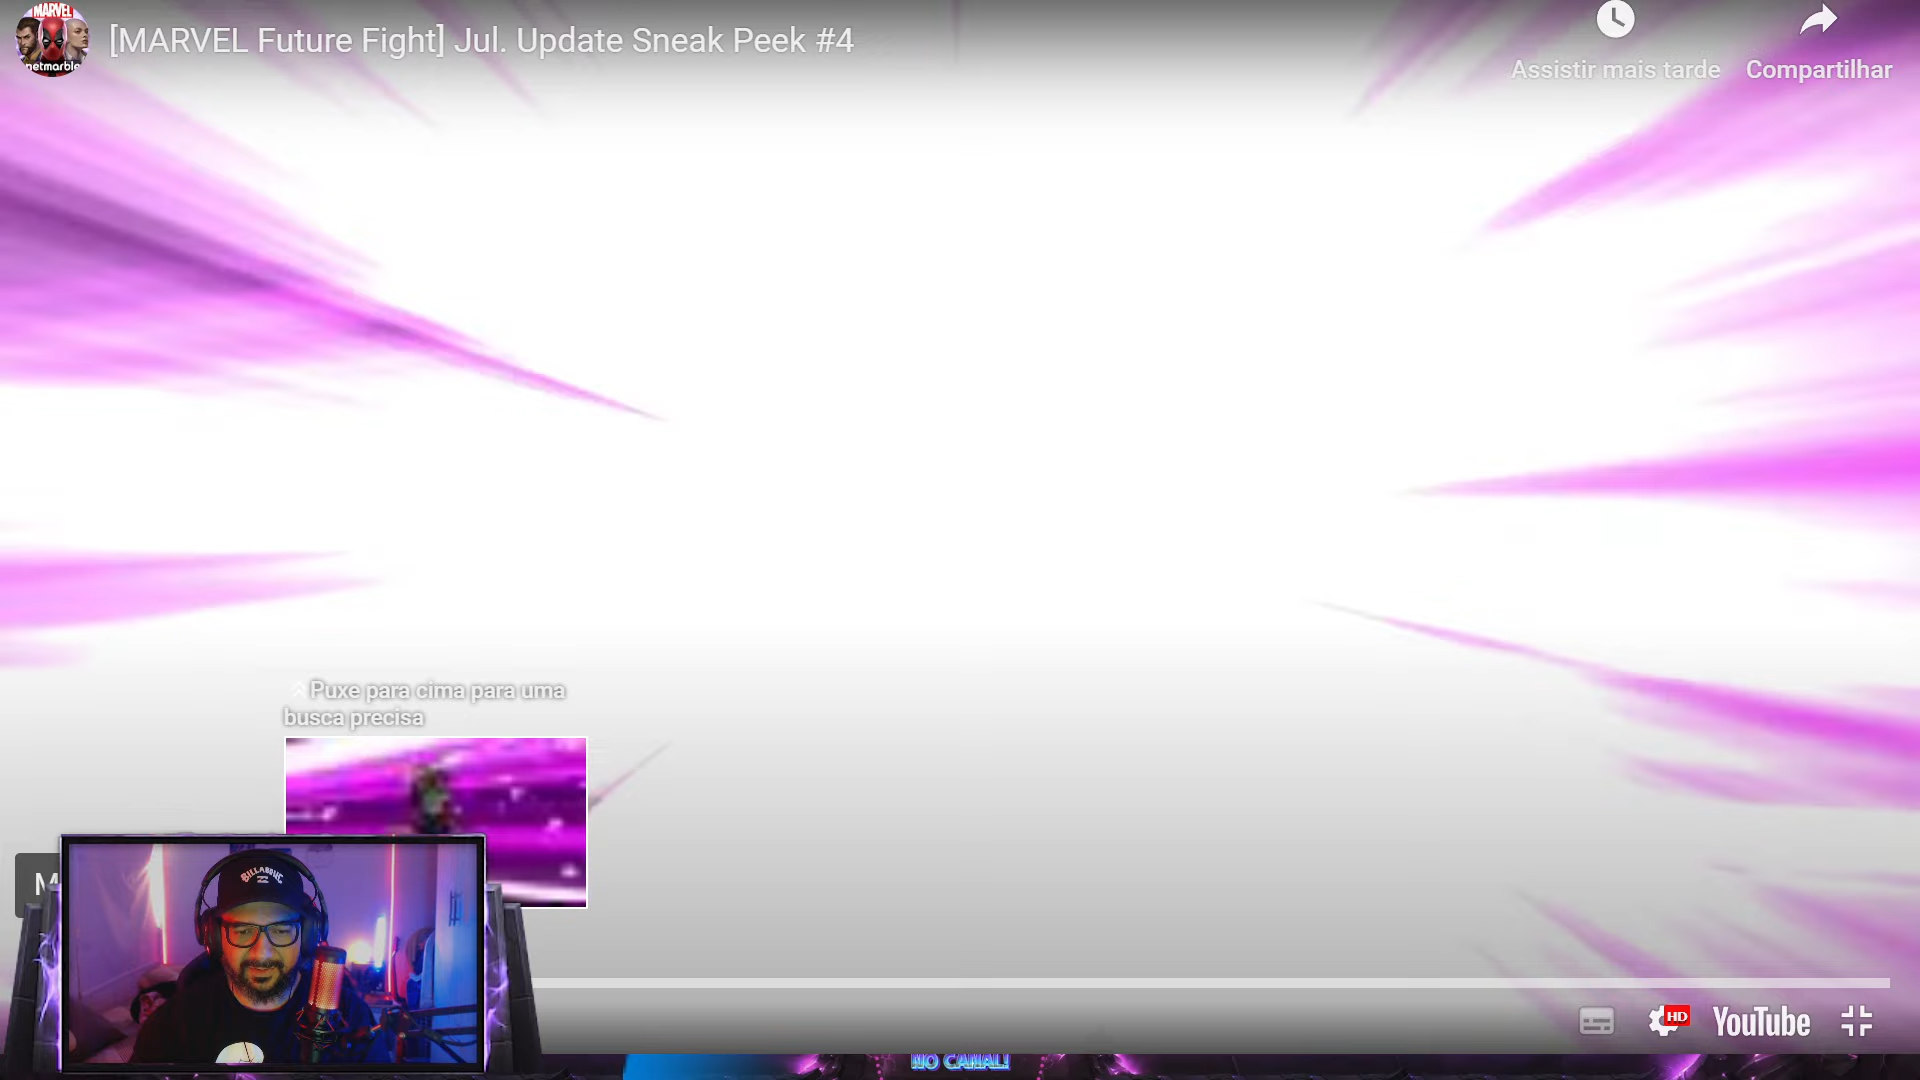 MARVEL
netmarble
[MARVEL Future Fight] Jul. Update Sneak Peek #4
Assistir mais tarde
Compartilhar
Puxe para cima para uma
busca precisa
M
BILLABONG
HD
YouTube
NO CANAL!